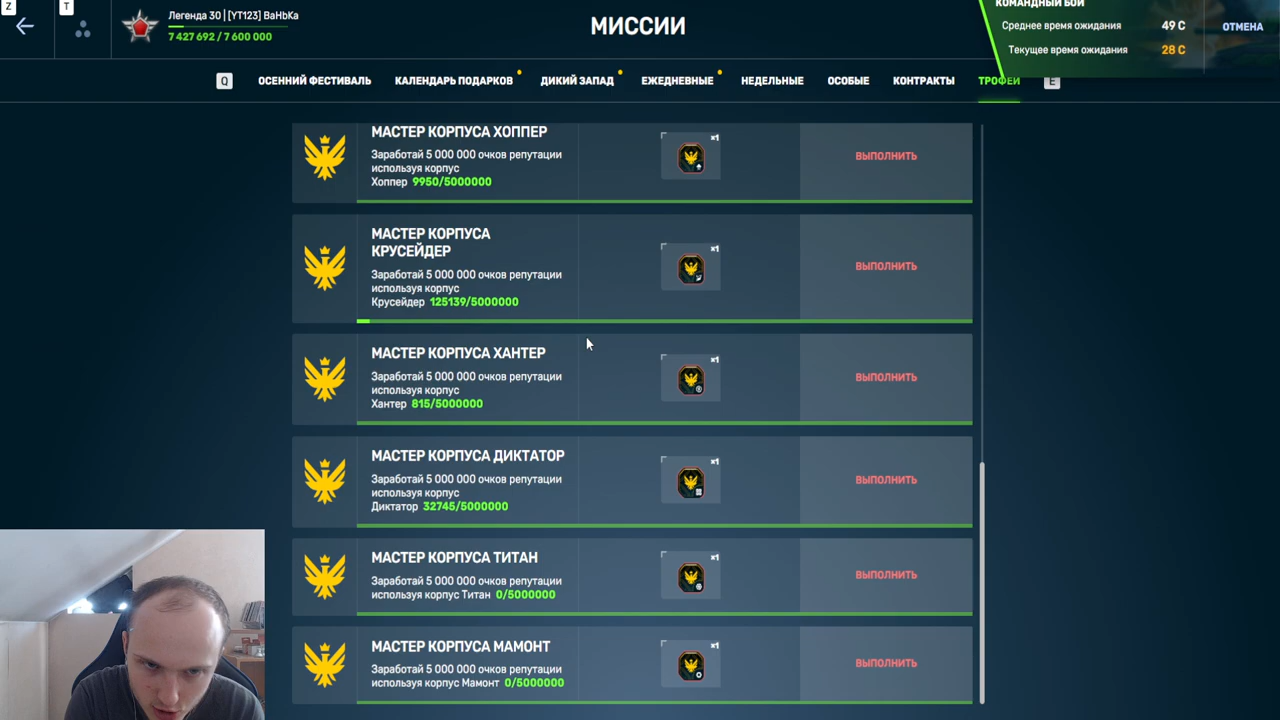 Z
T
Легенда 30 | [YT123] BaHbKa
7 427 692 / 7 600 000
МИССИИ
КОМАНДНЫЙ БОЙ
Среднее время ожидания 49 С
Текущее время ожидания 28 С
ОТМЕНА
Q ОСЕННИЙ ФЕСТИВАЛЬ КАЛЕНДАРЬ ПОДАРКОВ ДИКИЙ ЗАПАД ЕЖЕДНЕВНЫЕ НЕДЕЛЬНЫЕ ОСОБЫЕ КОНТРАКТЫ ТРОФЕИ E
МАСТЕР КОРПУСА ХОППЕР
Заработай 5 000 000 очков репутации
используя корпус
Хоппер 9950/5000000
x1
ВЫПОЛНИТЬ
МАСТЕР КОРПУСА
КРУСЕЙДЕР
Заработай 5 000 000 очков репутации
используя корпус
Крусейдер 125139/5000000
x1
ВЫПОЛНИТЬ
МАСТЕР КОРПУСА ХАНТЕР
Заработай 5 000 000 очков репутации
используя корпус
Хантер 815/5000000
x1
ВЫПОЛНИТЬ
МАСТЕР КОРПУСА ДИКТАТОР
Заработай 5 000 000 очков репутации
используя корпус
Диктатор 32745/5000000
x1
ВЫПОЛНИТЬ
МАСТЕР КОРПУСА ТИТАН
Заработай 5 000 000 очков репутации
используя корпус Титан 0/5000000
x1
ВЫПОЛНИТЬ
МАСТЕР КОРПУСА МАМОНТ
Заработай 5 000 000 очков репутации
используя корпус Мамонт 0/5000000
x1
ВЫПОЛНИТЬ